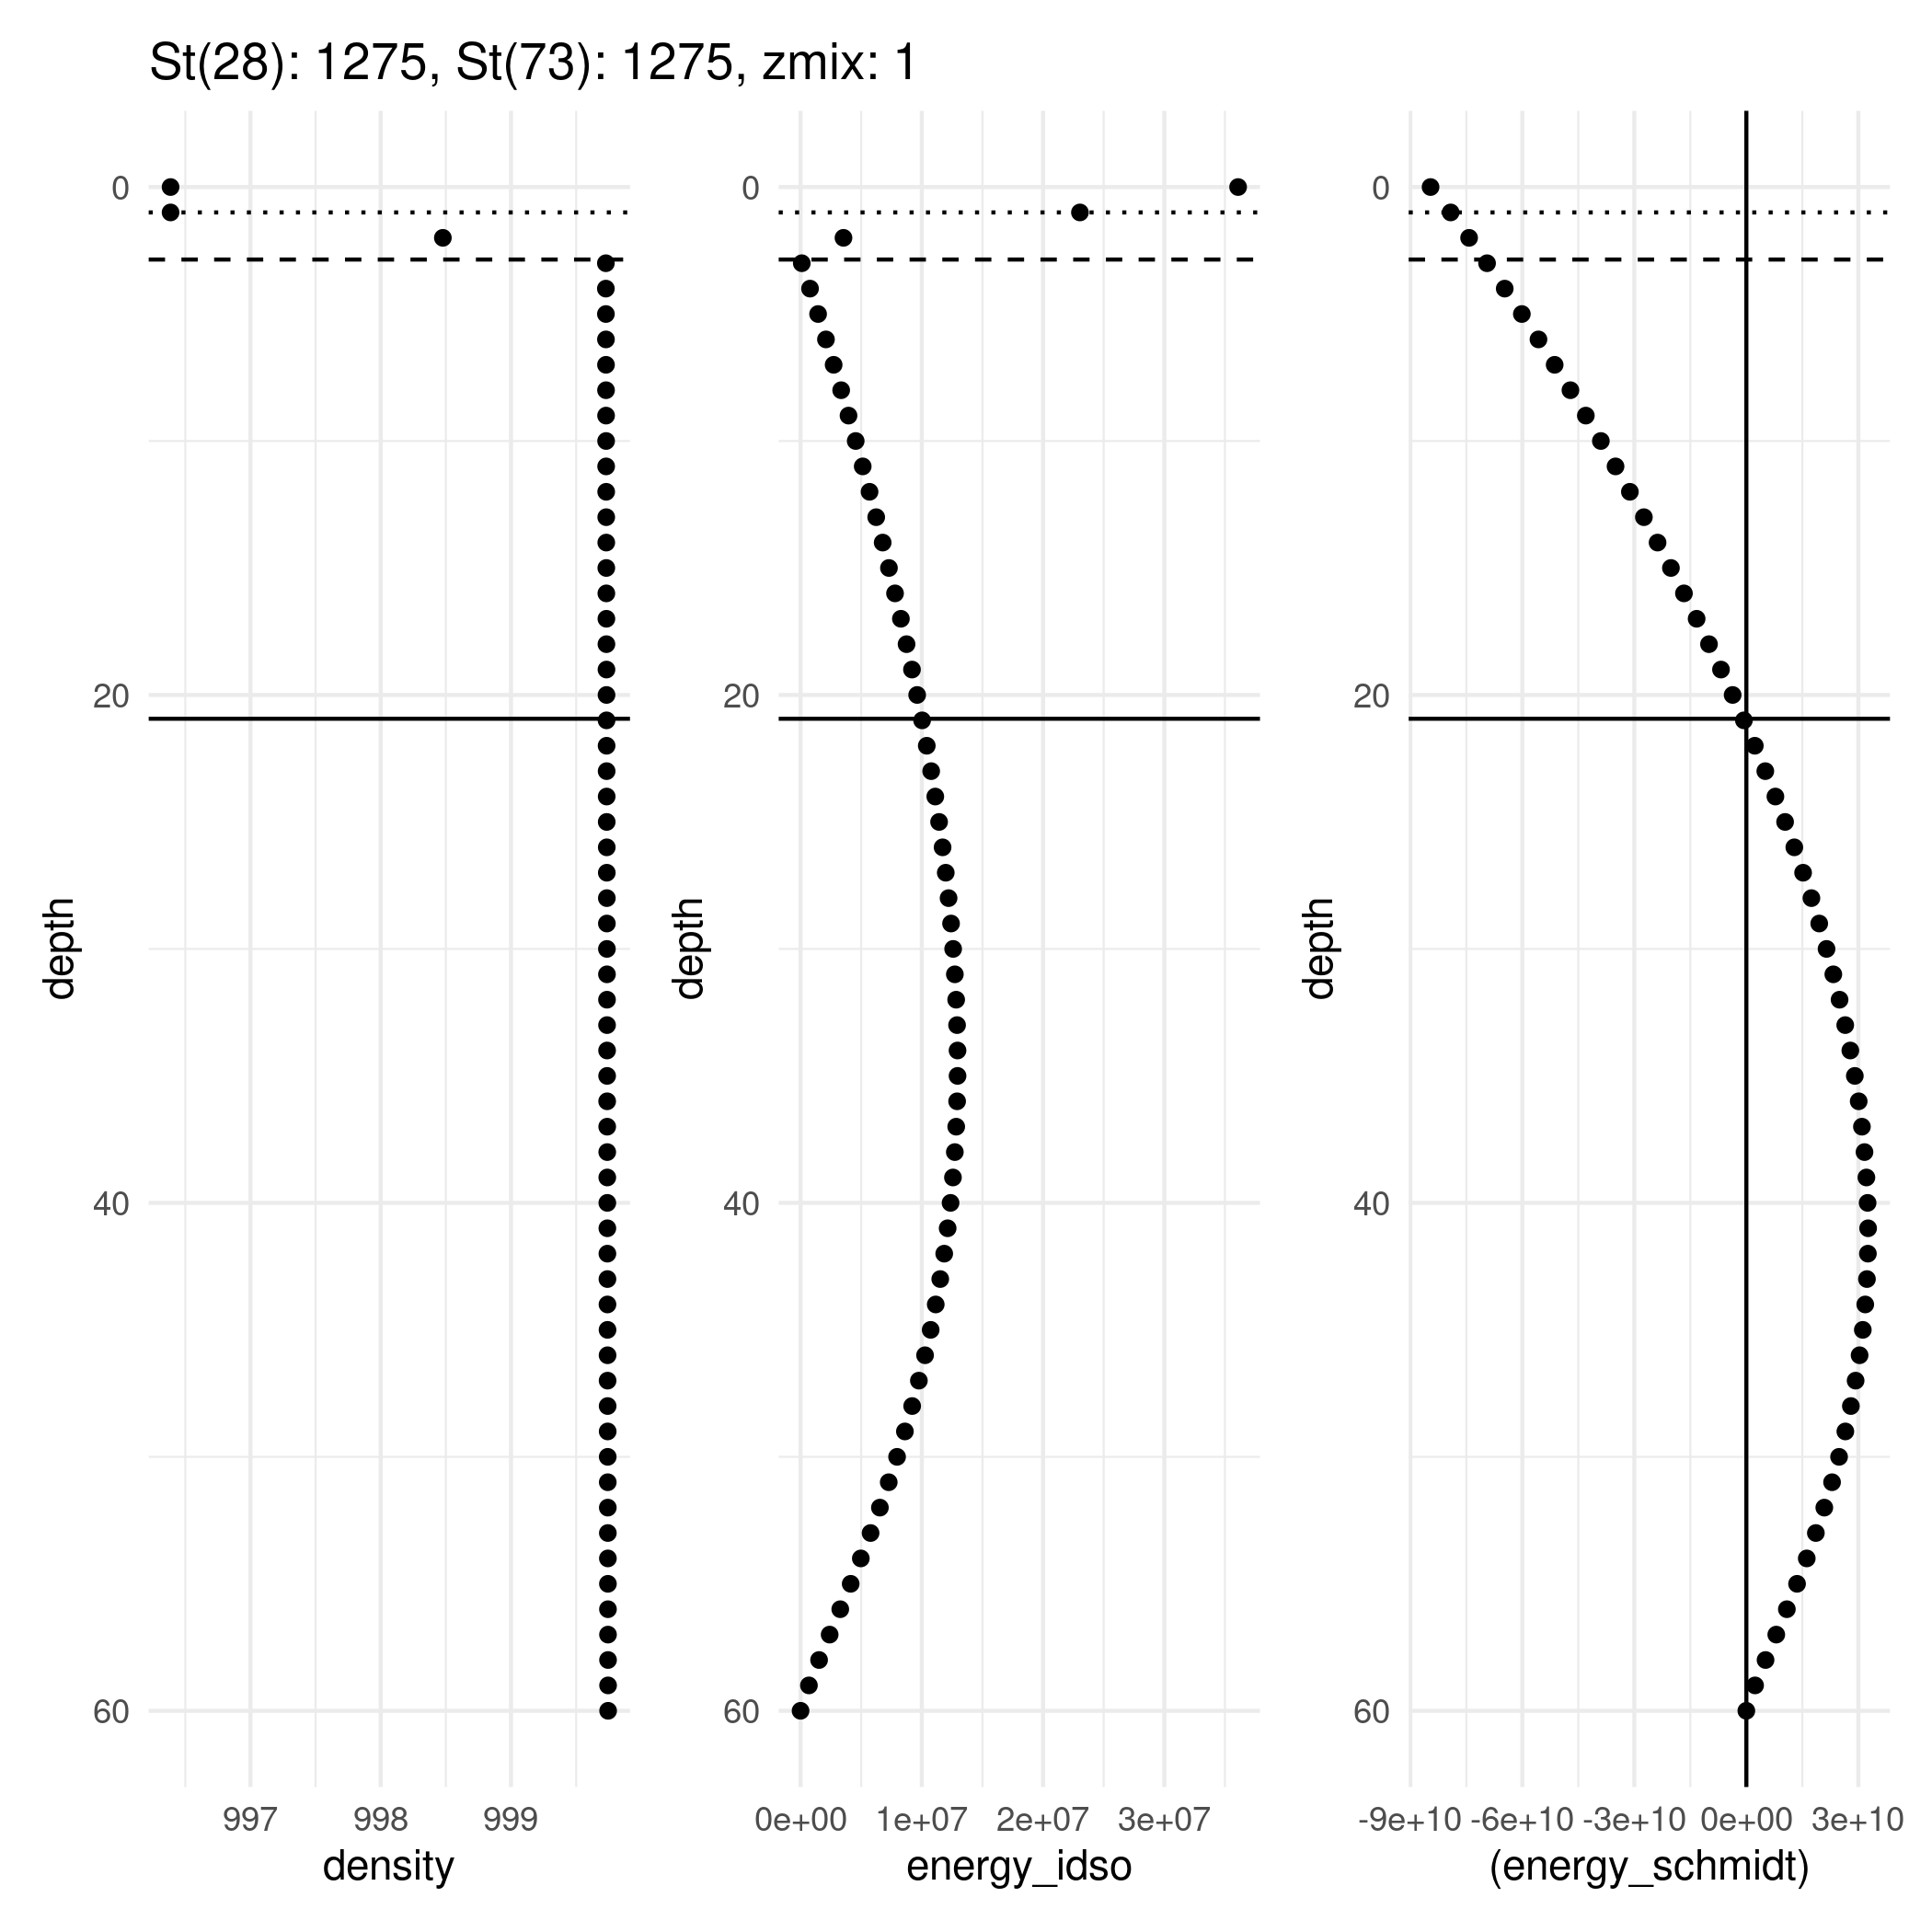 St(28): 1275, St(73): 1275, zmix: 1
depth
0
20
40
60
997 998 999
density
depth
0
20
40
60
0e+00 1e+07 2e+07 3e+07
energy_idso
depth
0
20
40
60
-9e+10 -6e+10 -3e+10 0e+00 3e+10
(energy_schmidt)